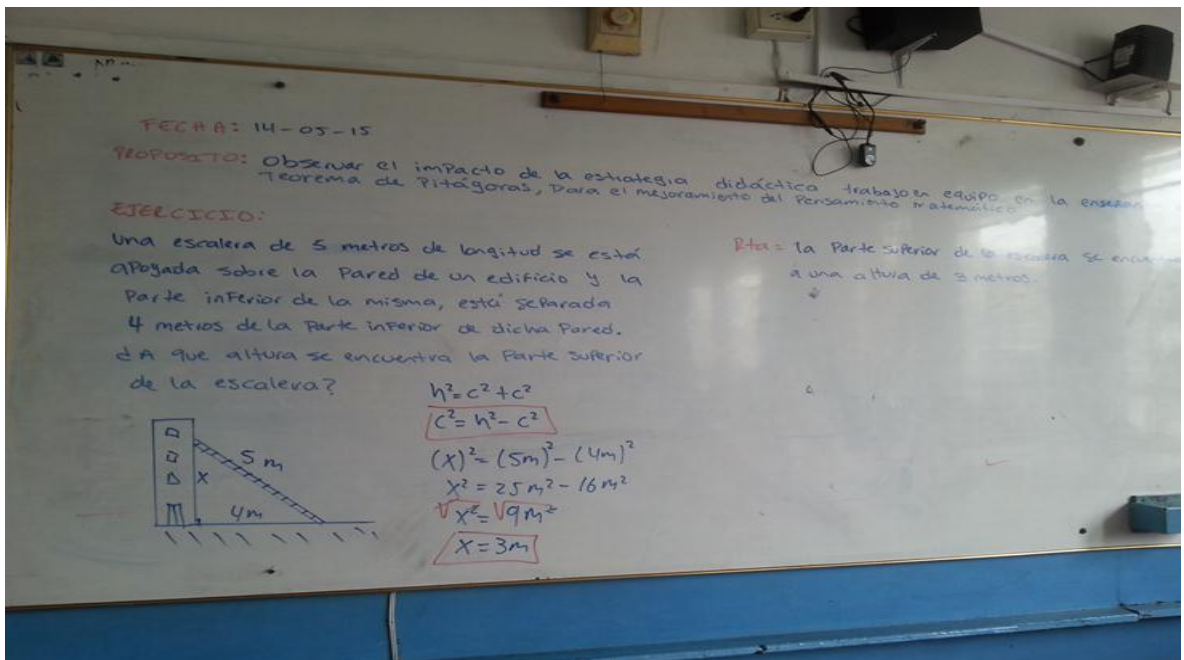 FECHA: 14-05-15
PROPOSITO: Observar el imPacto de la estrategia didáctica trabajo en equipo en la enseñan
Teorema de Pitágoras, Para el mejoramiento del Pensamiento matemático
EJERCICIO:
Una escalera de 5 metros de longitud se está
aPoyada sobre la Pared de un edificio y la
Parte inferior de la misma, está seParada
4 metros de la Parte inferior de dicha Pared.
¿A que altura se encuentra la Parte suPerior
de la escalera?
h²=c²+c²
c²=h²-c²
(x)²=(5m)²-(4m)²
x²=25m²-16m²
√x²=√9m²
x=3m
5m
x
4m
Rta: la Parte suPerior de la escalera se
a una altura de 3 metros.